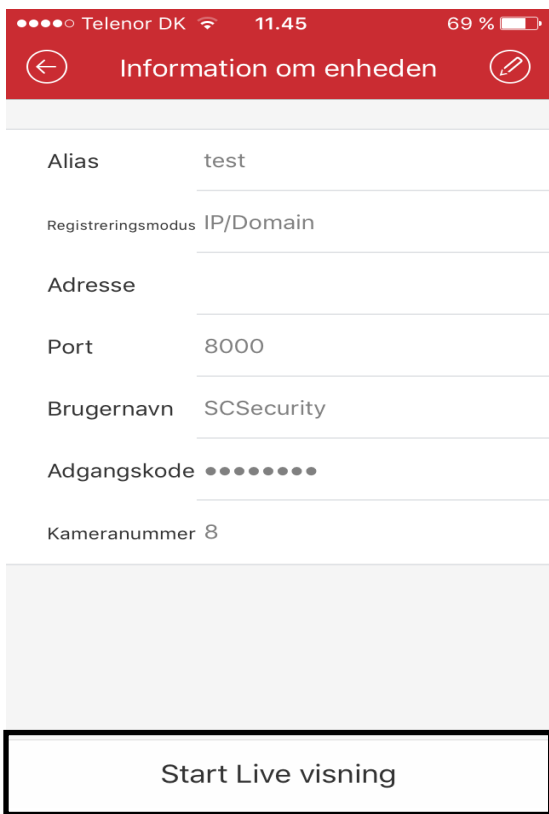 Telenor DK 11.45 69 %
Information om enheden
Alias test
Registreringsmodus IP/Domain
Adresse
Port 8000
Brugernavn SCSecurity
Adgangskode ●●●●●●●●
Kameranummer 8
Start Live visning